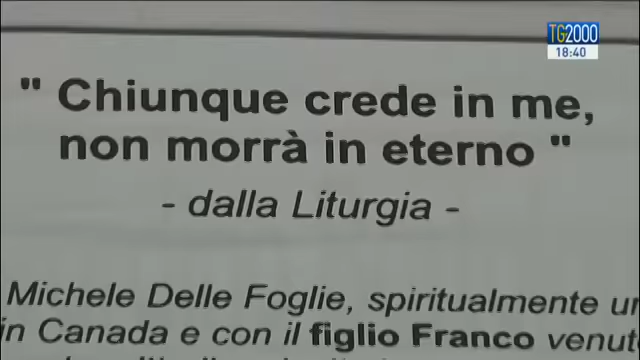 TG2000
18:40
" Chiunque crede in me,
non morrà in eterno "
- dalla Liturgia -
Michele Delle Foglie, spiritualmente
in Canada e con il figlio Franco